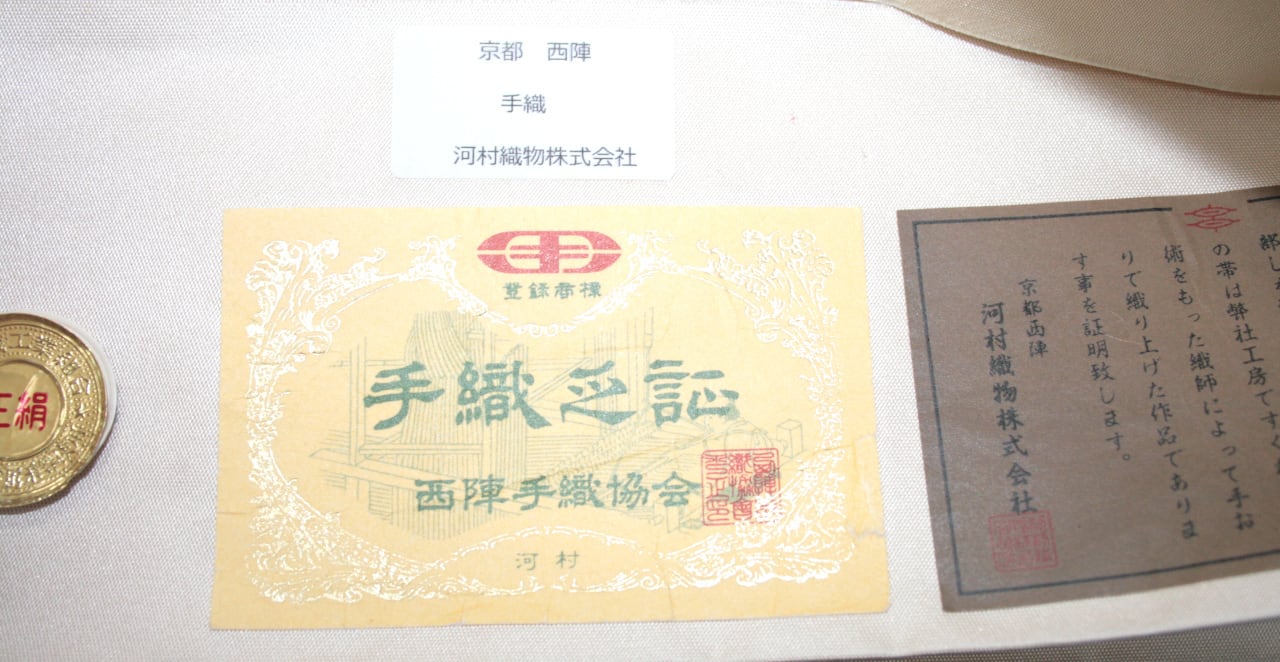 京都 西陣
手織
河村織物株式会社
登録商標
手織之証
西陣手織協会
河村
正絹
の帯は弊社工房です
術をもった織師によって手お
りで織り上げた作品でありま
す事を証明致します。
京都西陣
河村織物株式会社